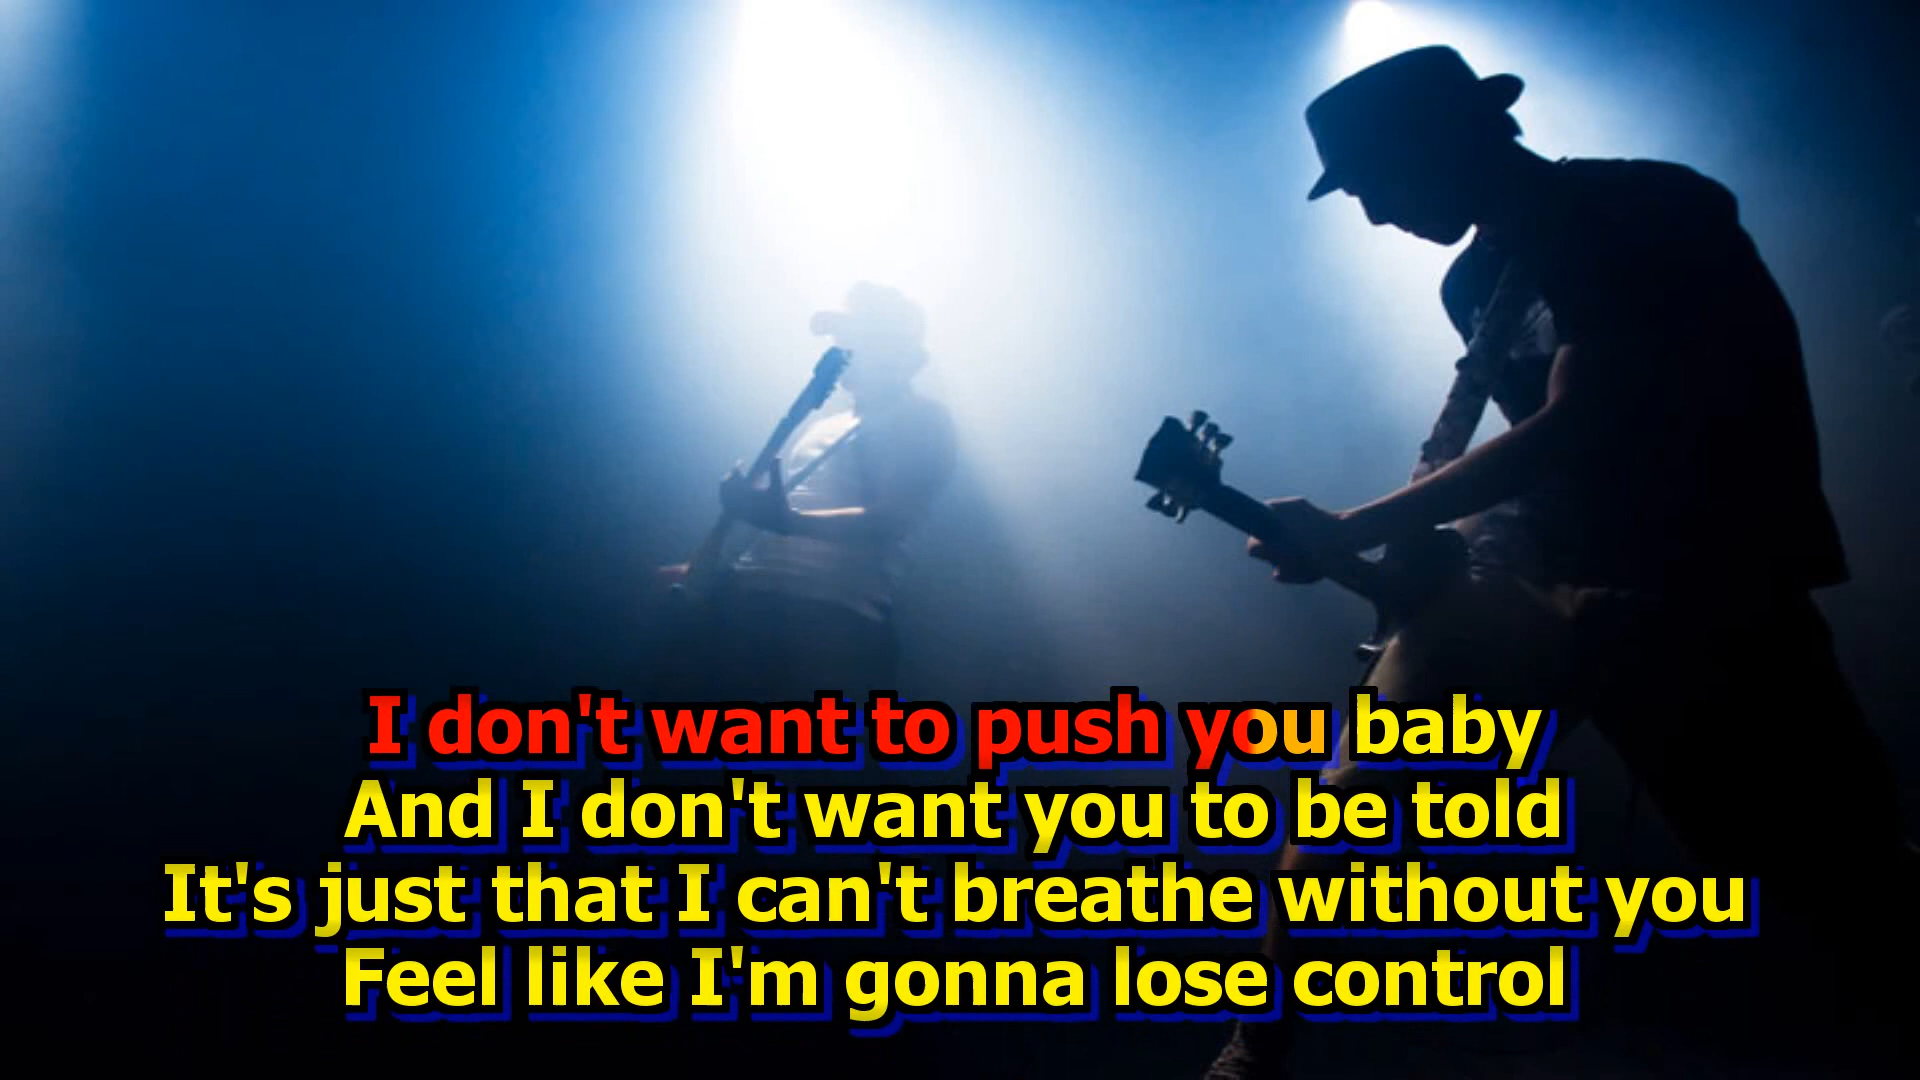 I don't want to push you baby
And I don't want you to be told
It's just that I can't breathe without you
Feel like I'm gonna lose control